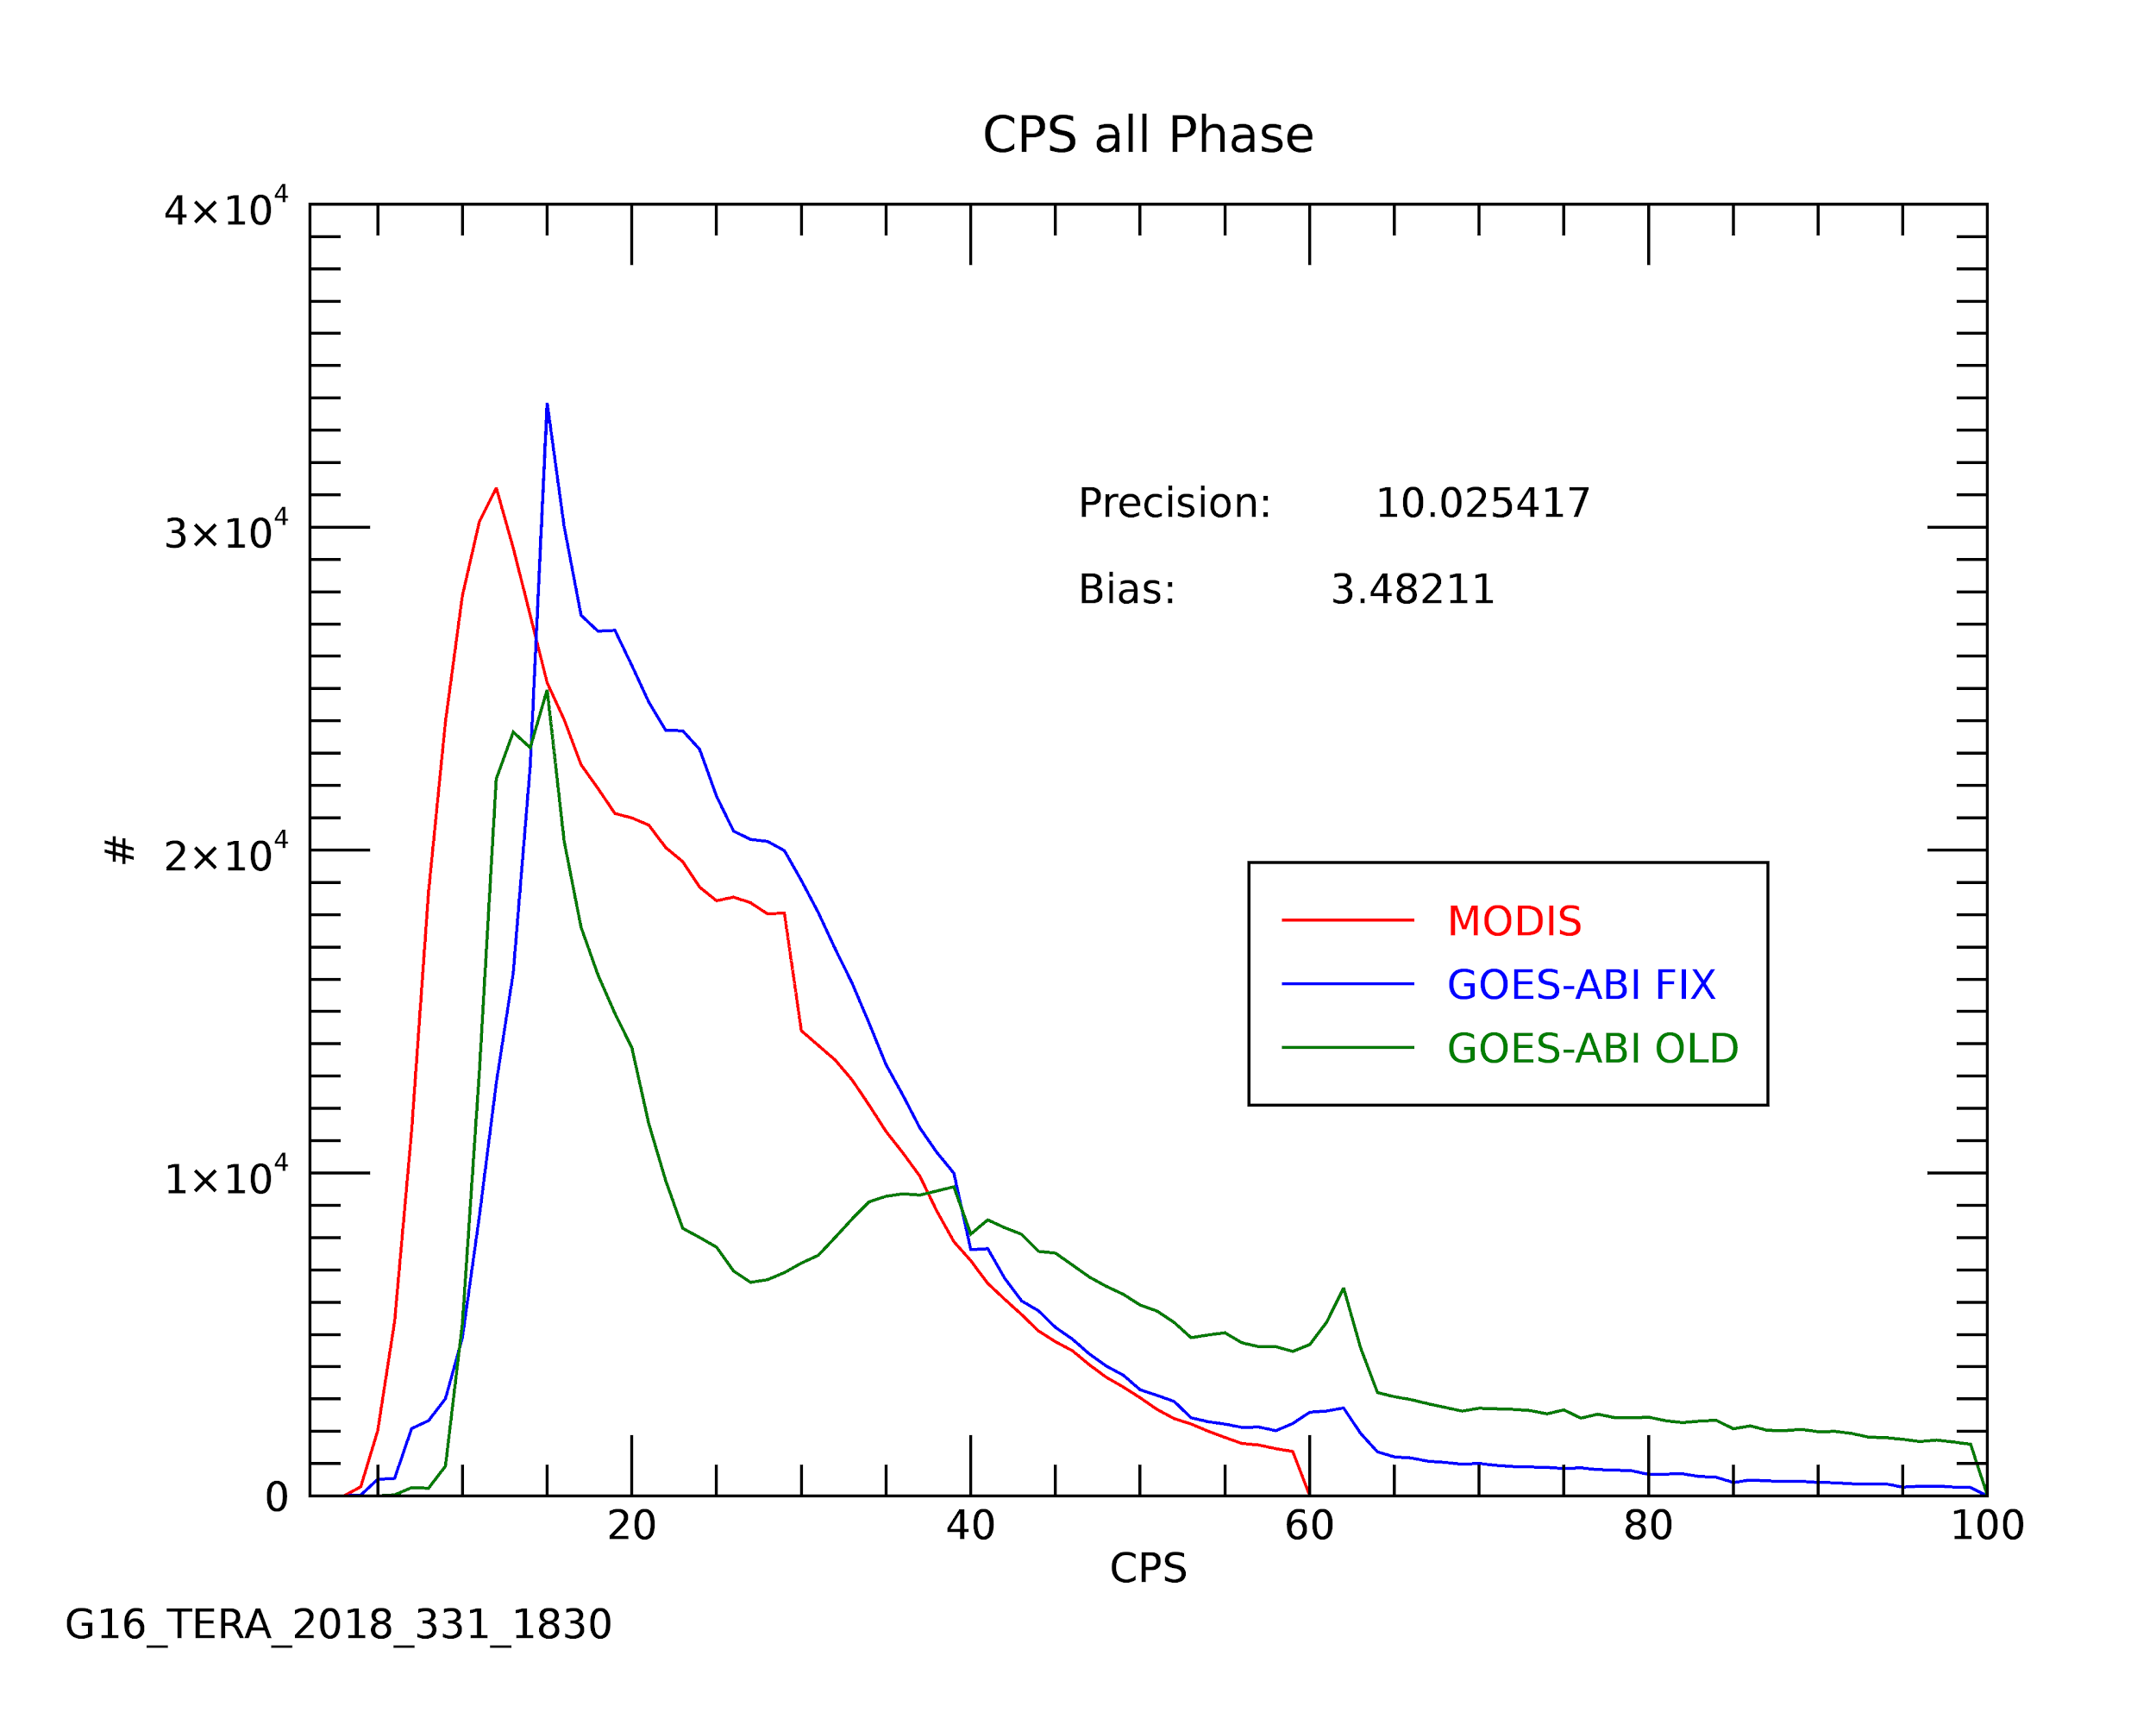 CPS all Phase
4×10⁴
3×10⁴
2×10⁴
1×10⁴
0
#
Precision: 10.025417
Bias: 3.48211
MODIS
GOES-ABI FIX
GOES-ABI OLD
20 40 60 80 100
CPS
G16_TERA_2018_331_1830